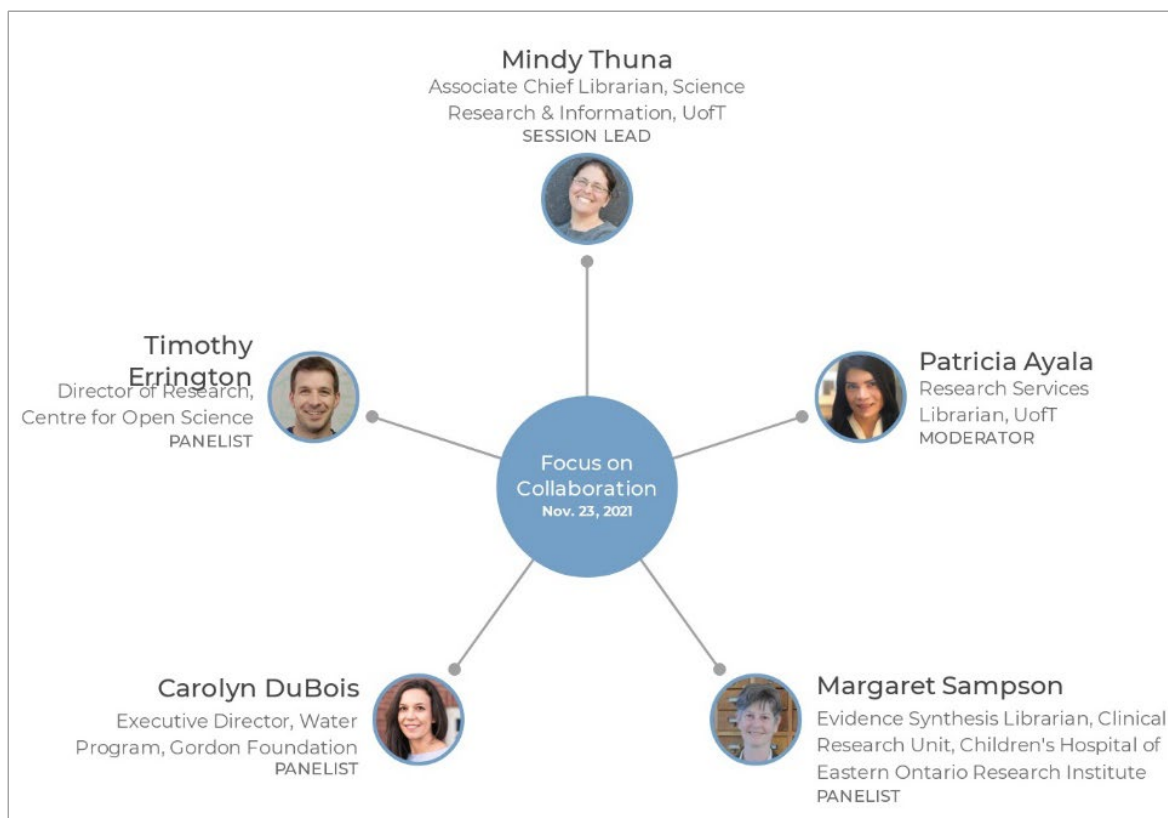 Mindy Thuna
Associate Chief Librarian, Science
Research & Information, UofT
SESSION LEAD
Timothy
Errington
Director of Research,
Centre for Open Science
PANELIST
Patricia Ayala
Research Services
Librarian, UofT
MODERATOR
Focus on
Collaboration
Nov. 23, 2021
Carolyn DuBois
Executive Director, Water
Program, Gordon Foundation
PANELIST
Margaret Sampson
Evidence Synthesis Librarian, Clinical
Research Unit, Children's Hospital of
Eastern Ontario Research Institute
PANELIST